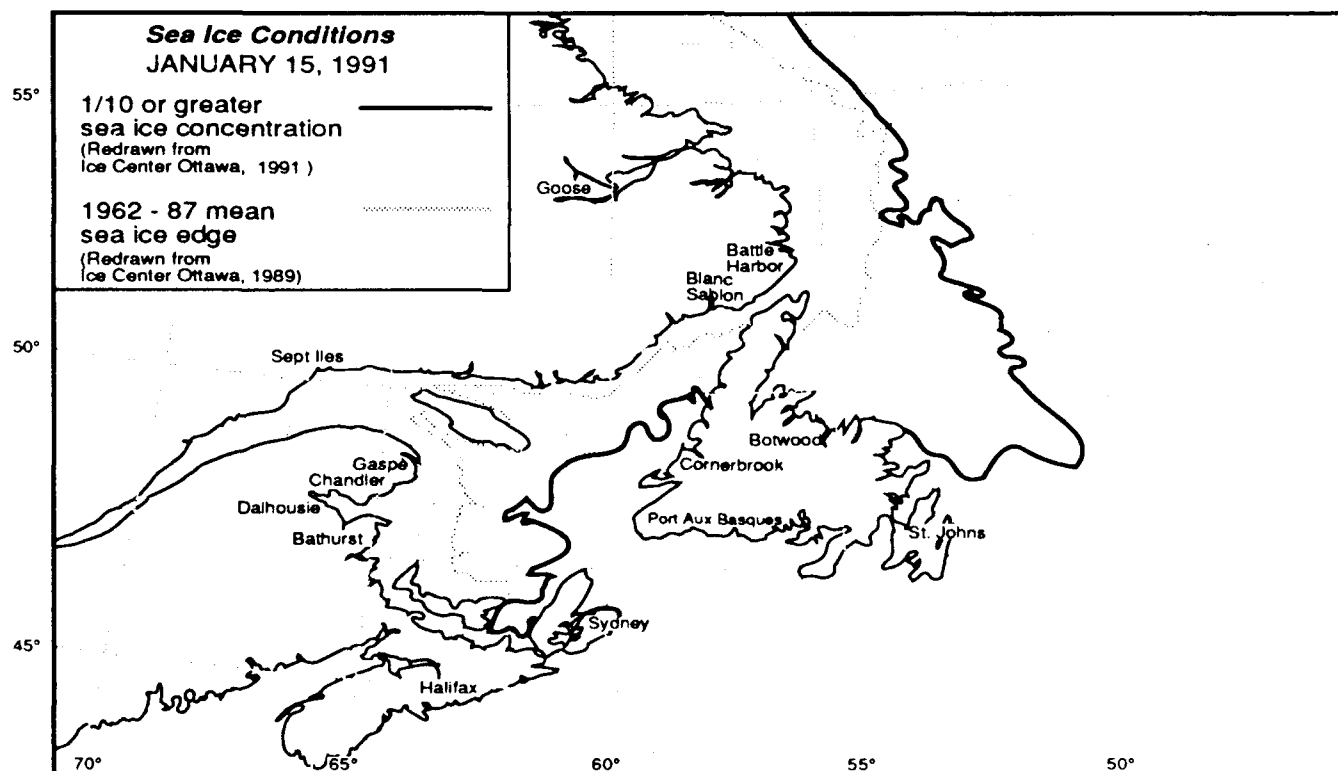 Sea Ice Conditions
JANUARY 15, 1991
1/10 or greater
sea ice concentration
(Redrawn from
Ice Center Ottawa, 1991 )
1962 - 87 mean
sea ice edge
(Redrawn from
Ice Center Ottawa, 1989)
55°
50°
45°
Goose
Battle
Harbor
Blanc
Sablon
Sept Iles
Botwood
Cornerbrook
Gaspe
Chandler
Dalhousie
Port Aux Basques
St. Johns
Bathurst
Sydney
Halifax
70°
65°
60°
55°
50°